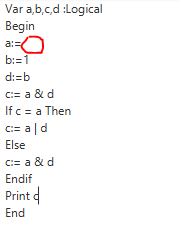 Var a,b,c,d :Logical
Begin
a:=
b:=1
d:=b
c:= a & d
If c = a Then
c:= a | d
Else
c:= a & d
Endif
Print c
End